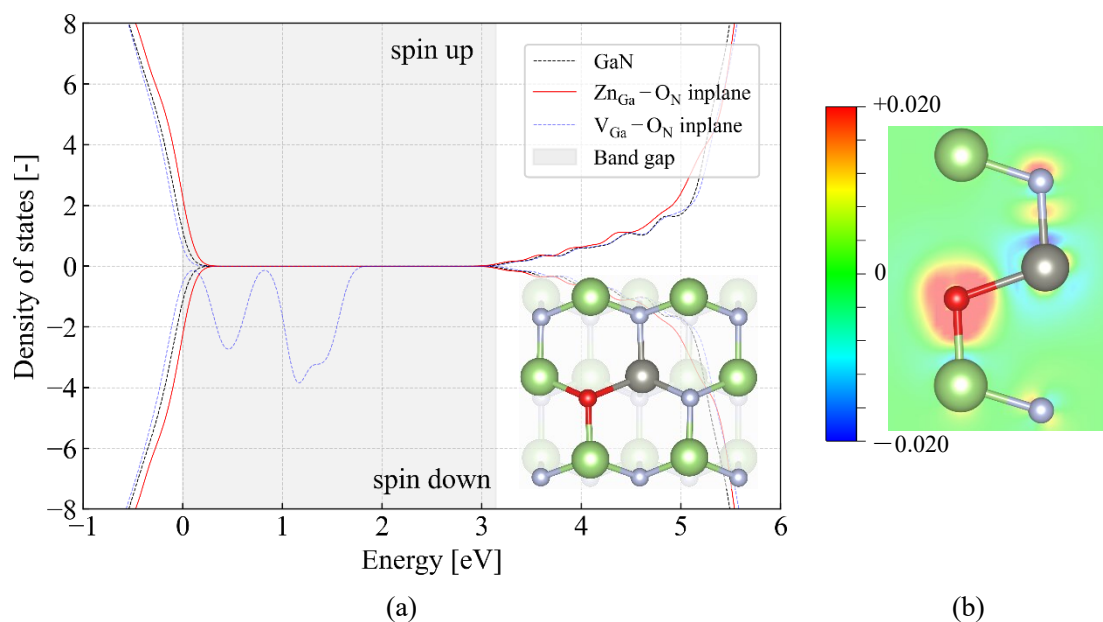 8
6
4
2
0
−2
−4
−6
−8
Density of states [-]
spin up
GaN
Zn_Ga−O_N inplane
V_Ga−O_N inplane
Band gap
spin down
−1
0
1
2
3
4
5
6
Energy [eV]
(a)
+0.020
0
−0.020
(b)